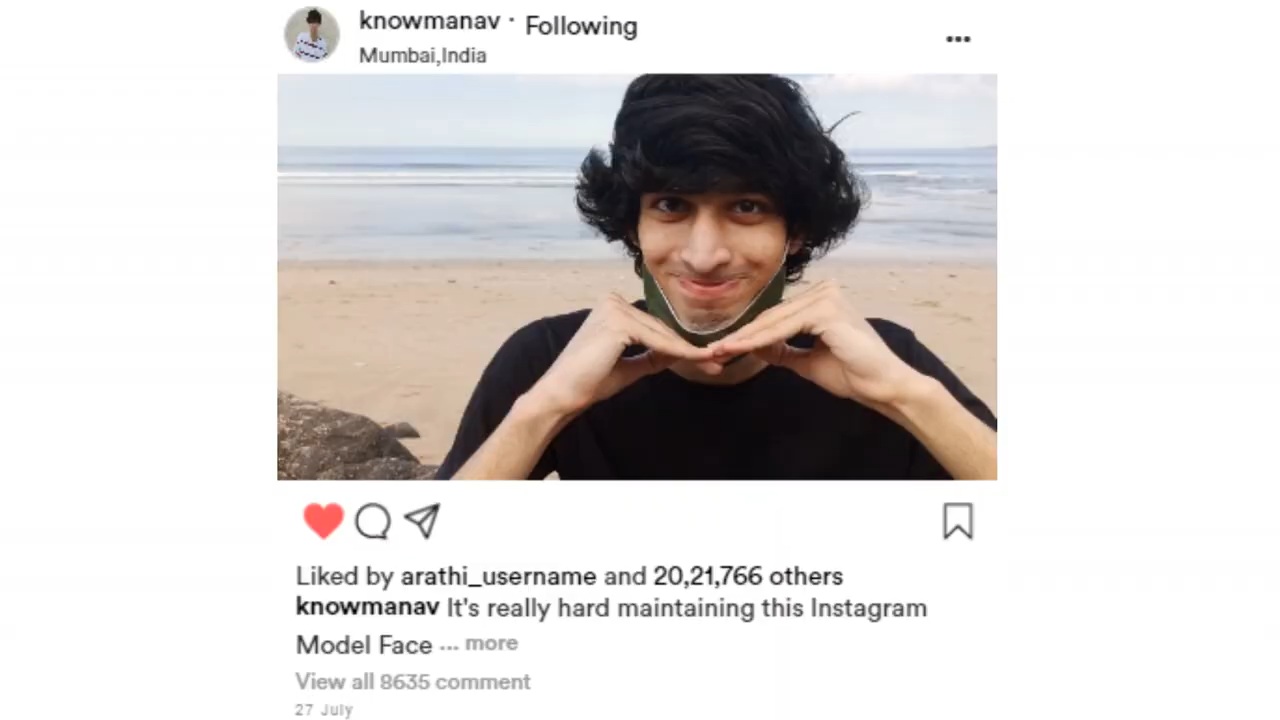 knowmanav · Following
Mumbai,India
Liked by arathi_username and 20,21,766 others
knowmanav It's really hard maintaining this Instagram
Model Face ... more
View all 8635 comment
27 July